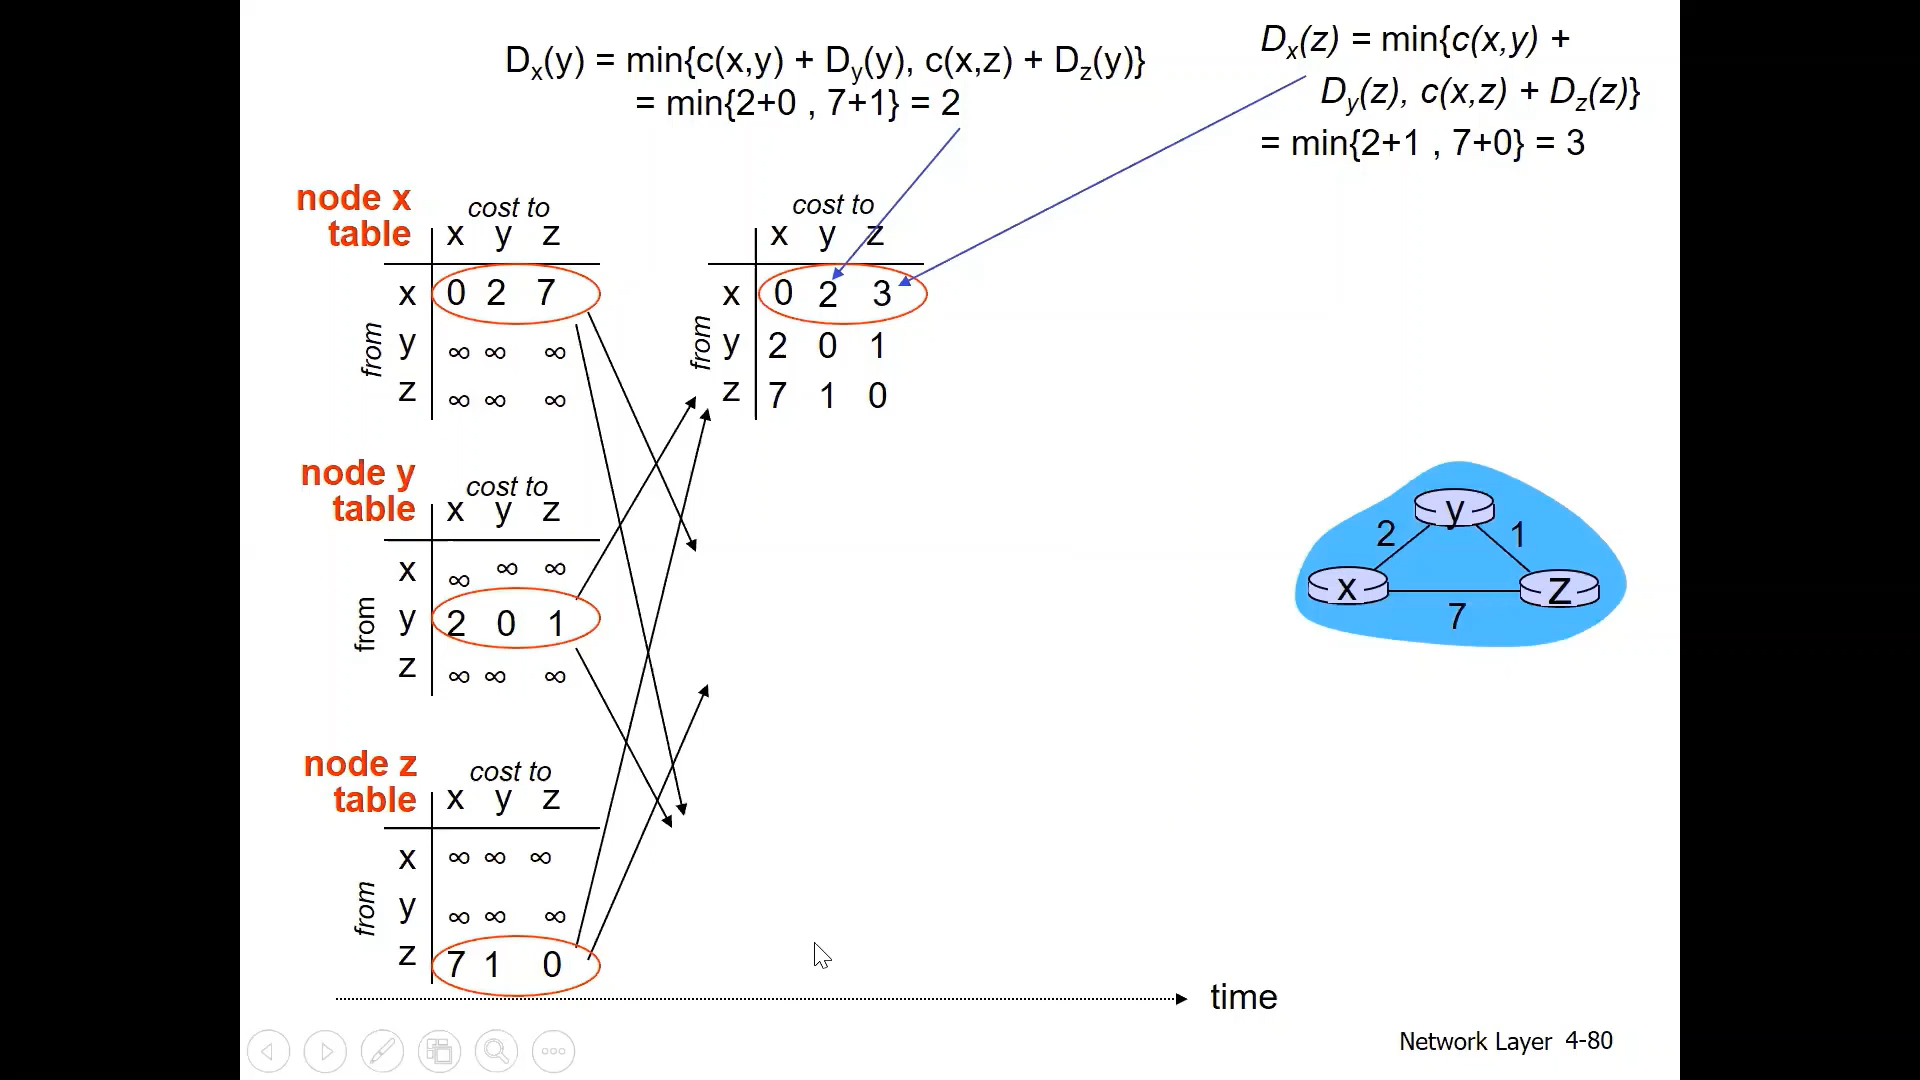 Dx(y) = min{c(x,y) + Dy(y), c(x,z) + Dz(y)}
= min{2+0 , 7+1} = 2
Dx(z) = min{c(x,y) +
Dy(z), c(x,z) + Dz(z)}
= min{2+1 , 7+0} = 3
node x
table
cost to
x y z
from
x 0 2 7
y ∞ ∞ ∞
z ∞ ∞ ∞
cost to
x y z
from
x 0 2 3
y 2 0 1
z 7 1 0
node y
table
cost to
x y z
from
x ∞ ∞ ∞
y 2 0 1
z ∞ ∞ ∞
y
2 1
x z
7
node z
table
cost to
x y z
from
x ∞ ∞ ∞
y ∞ ∞ ∞
z 7 1 0
time
Network Layer 4-80